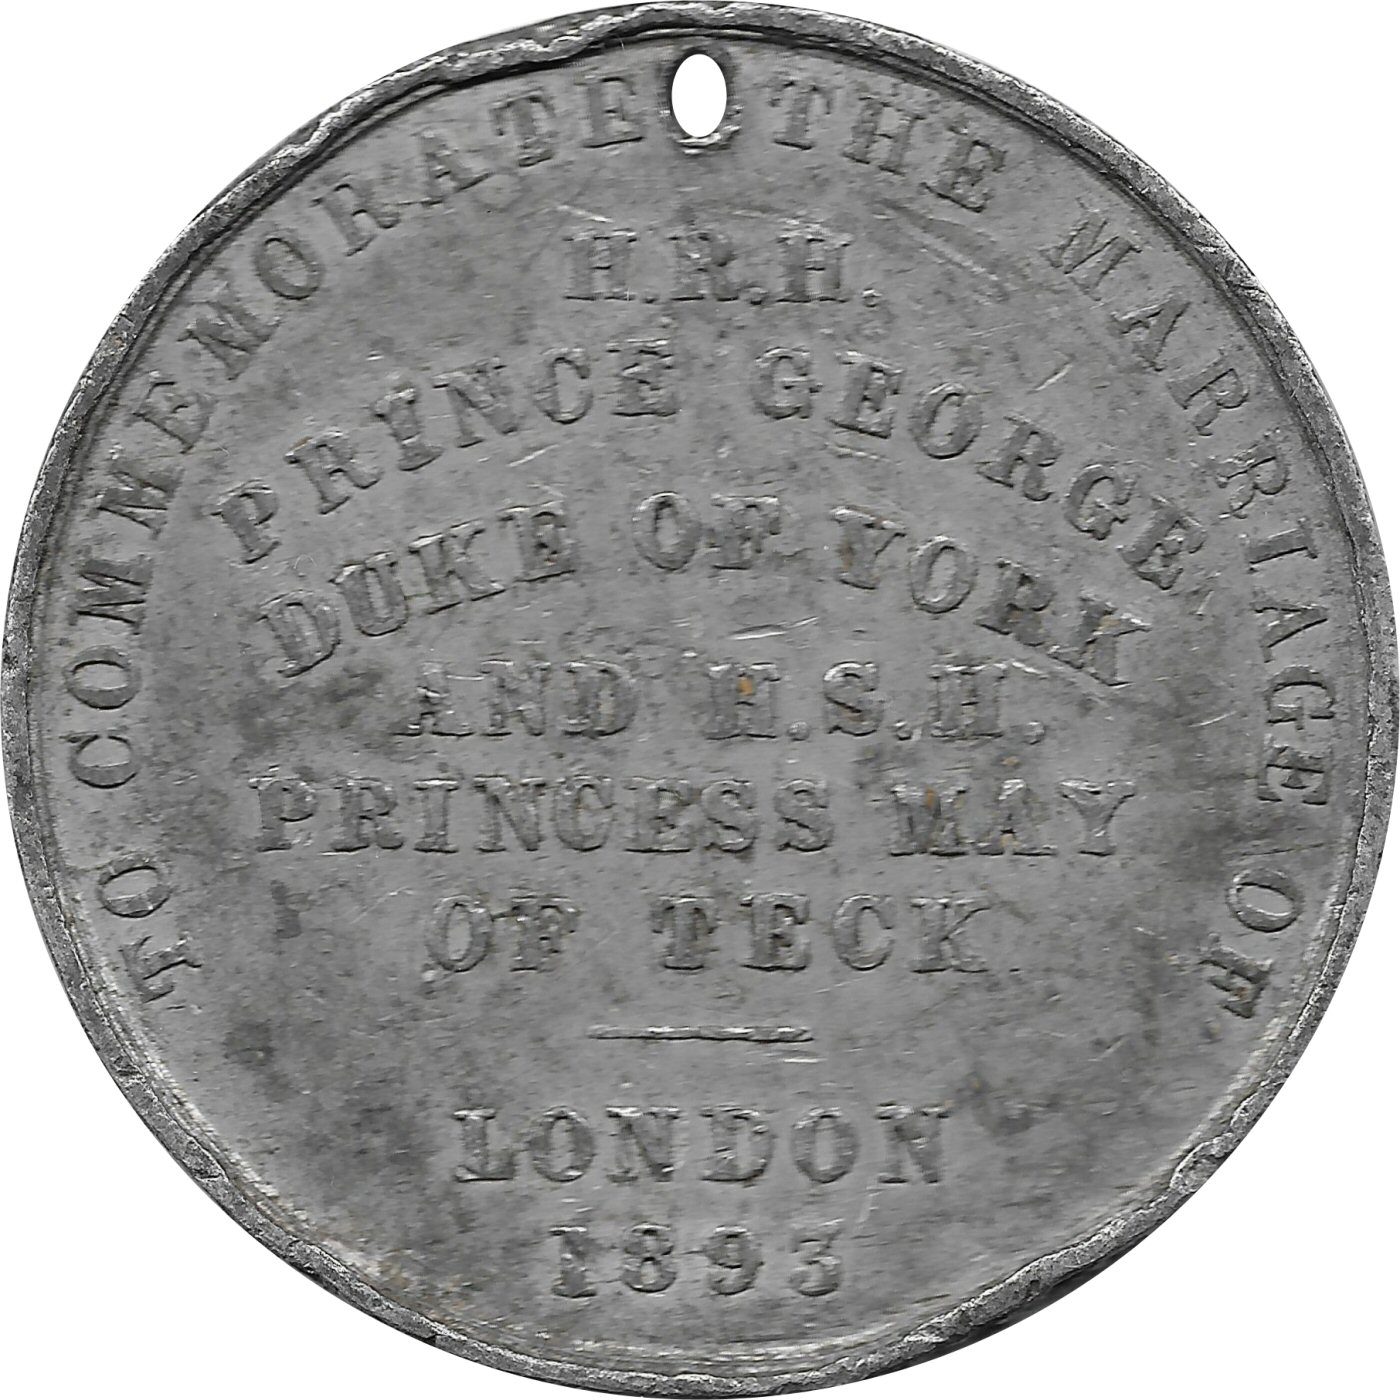 TO COMMEMORATE THE MARRIAGE OF
H.R.H.
PRINCE GEORGE
DUKE OF YORK
AND H.S.H.
PRINCESS MAY
OF TECK
LONDON
1893